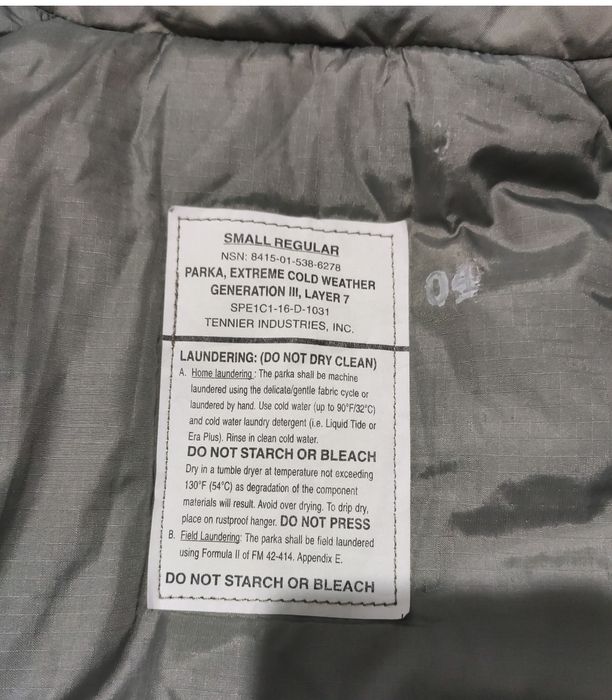 SMALL REGULAR
NSN: 8415-01-538-6278
PARKA, EXTREME COLD WEATHER
GENERATION III, LAYER 7
SPE1C1-16-D-1031
TENNIER INDUSTRIES, INC.
04
LAUNDERING: (DO NOT DRY CLEAN)
A. Home laundering : The parka shall be machine
laundered using the delicate/gentle fabric cycle or
laundered by hand. Use cold water (up to 90°F/32°C)
and cold water laundry detergent (i.e. Liquid Tide or
Era Plus). Rinse in clean cold water.
DO NOT STARCH OR BLEACH
Dry in a tumble dryer at temperature not exceeding
130°F (54°C) as degradation of the component
materials will result. Avoid over drying. To drip dry,
place on rustproof hanger. DO NOT PRESS
B. Field Laundering: The parka shall be field laundered
using Formula II of FM 42-414. Appendix E.
DO NOT STARCH OR BLEACH